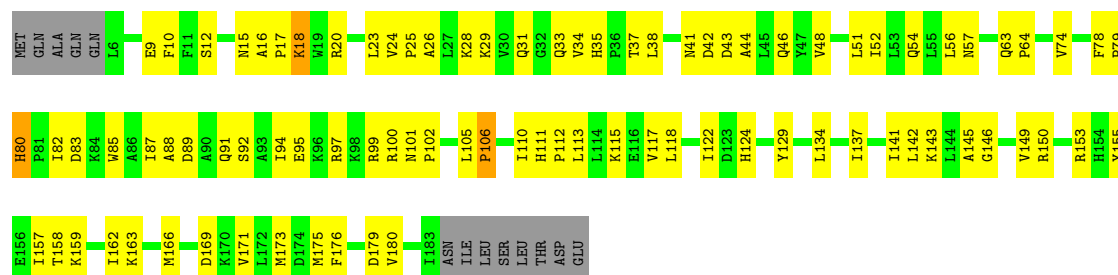 MET GLN ALA GLN GLN L6 E9 F10 F11 S12 N15 A16 P17 K18 W19 R20 L23 V24 P25 A26 L27 K28 K29 V30 Q31 G32 Q33 V34 H35 P36 T37 L38 N41 D42 D43 A44 L45 Q46 Y47 V48 L51 I52 L53 Q54 L55 L56 N57 Q63 P64 V74 F78 P79
H80 P81 I82 D83 K84 W85 A86 I87 A88 D89 A90 Q91 S92 A93 I94 E95 K96 R97 K98 R99 R100 N101 P102 L105 P106 I110 H111 P112 L113 L114 K115 E116 V117 L118 I122 D123 H124 Y129 L134 I137 I141 L142 K143 L144 A145 G146 V149 R150 R153 H154 Y155
E156 I157 T158 K159 I162 K163 M166 D169 K170 V171 L172 M173 D174 M175 F176 D179 V180 I183 ASN ILE LEU SER LEU THR ASP GLU